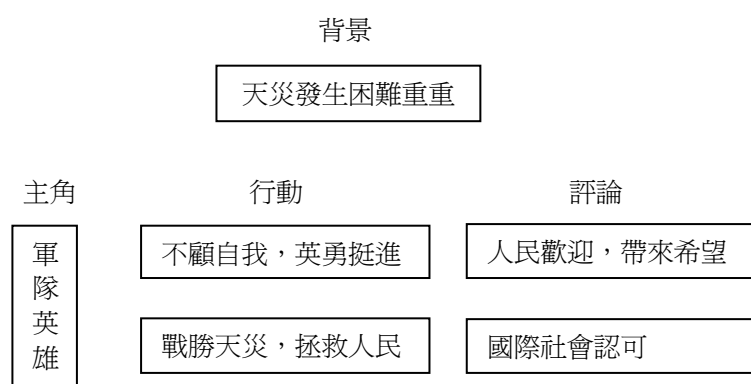 背景
天災發生困難重重
主角
行動
評論
軍隊英雄
不顧自我，英勇挺進
人民歡迎，帶來希望
戰勝天災，拯救人民
國際社會認可